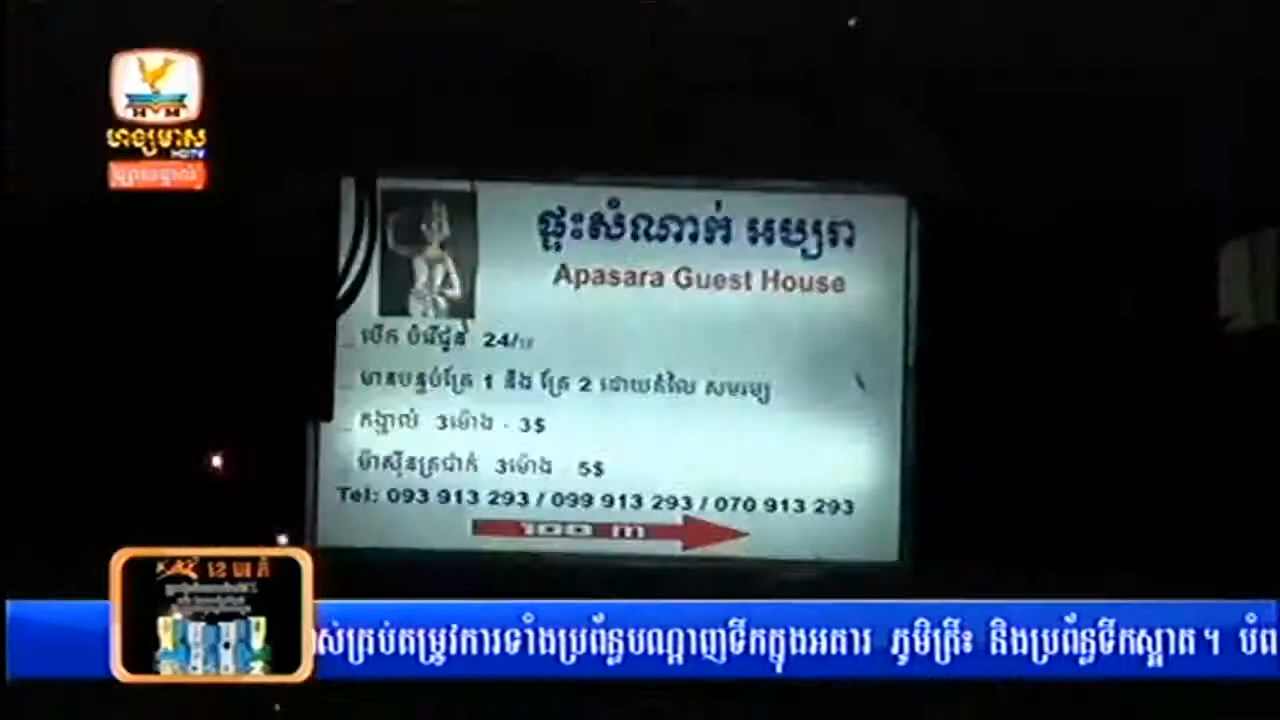 HM
ហង្សមាស
HDTV
ផ្សាយផ្ទាល់
ផ្ទះសំណាក់ អប្សរា
Apasara Guest House
បើក បំរើជូន 24/
មានបន្ទប់គ្រែ 1 និង គ្រែ 2 ដោយតំលៃ សមរម្យ
កង្ហាល់ 3ម៉ោង - 3$
ម៉ាស៊ីនត្រជាក់ 3ម៉ោង 5$
Tel: 093 913 293 / 099 913 293 / 070 913 293
100 m
គ្រប់តម្រូវការទាំងប្រព័ន្ធបណ្តាញទឹកក្នុងអគារ ភូមិគ្រឹះ និងប្រព័ន្ធទឹកស្អាត។